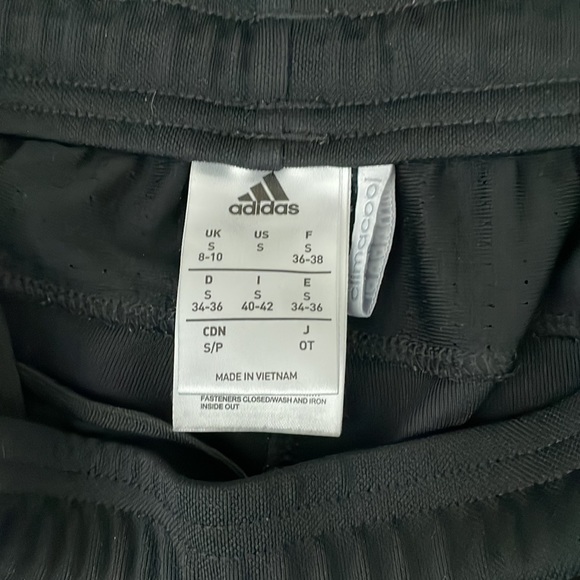 adidas
UK US F
S S S
8-10 36-38
D I E
S S S
34-36 40-42 34-36
CDN J
S/P OT
MADE IN VIETNAM
FASTENERS CLOSED/WASH AND IRON
INSIDE OUT
climacool